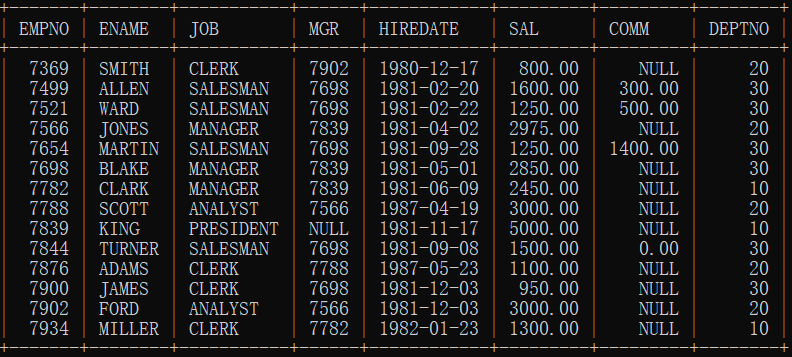 | EMPNO | ENAME | JOB | MGR | HIREDATE | SAL | COMM | DEPTNO |
| 7369 | SMITH | CLERK | 7902 | 1980-12-17 | 800.00 | NULL | 20 |
| 7499 | ALLEN | SALESMAN | 7698 | 1981-02-20 | 1600.00 | 300.00 | 30 |
| 7521 | WARD | SALESMAN | 7698 | 1981-02-22 | 1250.00 | 500.00 | 30 |
| 7566 | JONES | MANAGER | 7839 | 1981-04-02 | 2975.00 | NULL | 20 |
| 7654 | MARTIN | SALESMAN | 7698 | 1981-09-28 | 1250.00 | 1400.00 | 30 |
| 7698 | BLAKE | MANAGER | 7839 | 1981-05-01 | 2850.00 | NULL | 30 |
| 7782 | CLARK | MANAGER | 7839 | 1981-06-09 | 2450.00 | NULL | 10 |
| 7788 | SCOTT | ANALYST | 7566 | 1987-04-19 | 3000.00 | NULL | 20 |
| 7839 | KING | PRESIDENT | NULL | 1981-11-17 | 5000.00 | NULL | 10 |
| 7844 | TURNER | SALESMAN | 7698 | 1981-09-08 | 1500.00 | 0.00 | 30 |
| 7876 | ADAMS | CLERK | 7788 | 1987-05-23 | 1100.00 | NULL | 20 |
| 7900 | JAMES | CLERK | 7698 | 1981-12-03 | 950.00 | NULL | 30 |
| 7902 | FORD | ANALYST | 7566 | 1981-12-03 | 3000.00 | NULL | 20 |
| 7934 | MILLER | CLERK | 7782 | 1982-01-23 | 1300.00 | NULL | 10 |